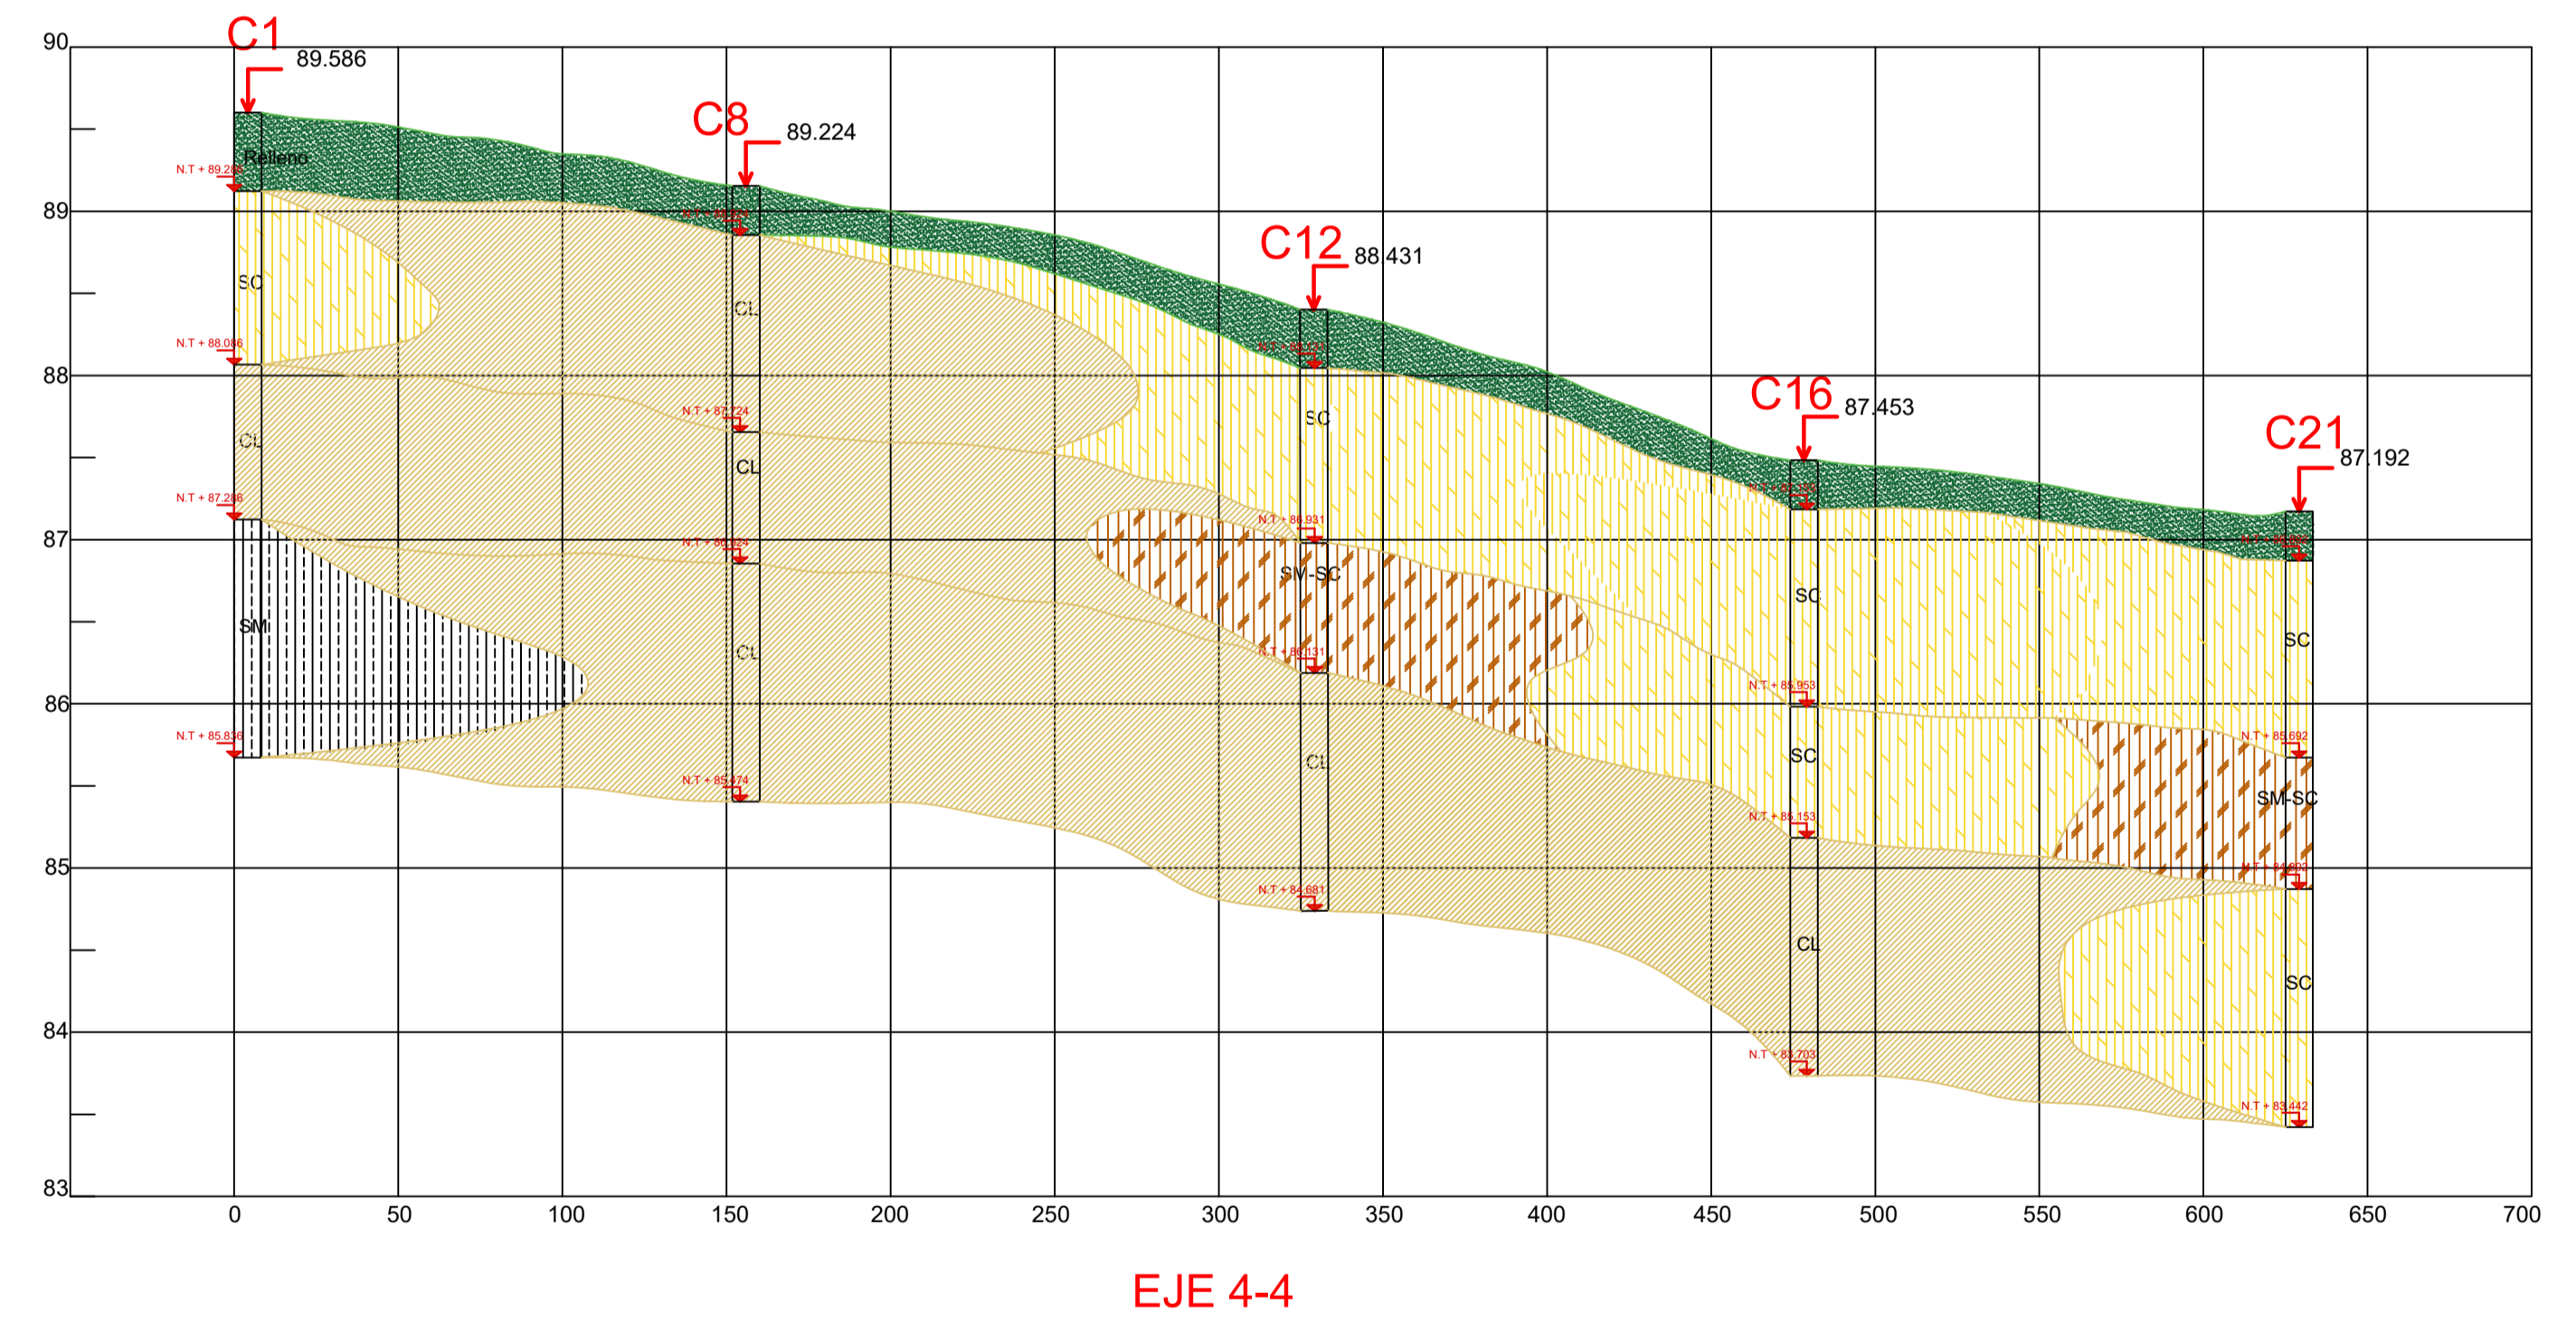 90
C1
89.586
C8
89.224
Relleno
N.T + 89.286
89
C12
88.431
SC
CL
N.T + 88.086
88
C16
87.453
N.T + 87.724
SC
C21
87.192
CL
CL
N.T + 87.286
N.T + 86.931
87
SM-SC
SC
SM
CL
SC
N.T + 86.131
N.T + 85.953
86
N.T + 85.836
N.T + 85.692
SC
CL
N.T + 85.474
SM-SC
N.T + 85.153
85
N.T + 84.681
CL
SC
84
N.T + 83.703
N.T + 83.442
83
0 50 100 150 200 250 300 350 400 450 500 550 600 650 700
EJE 4-4